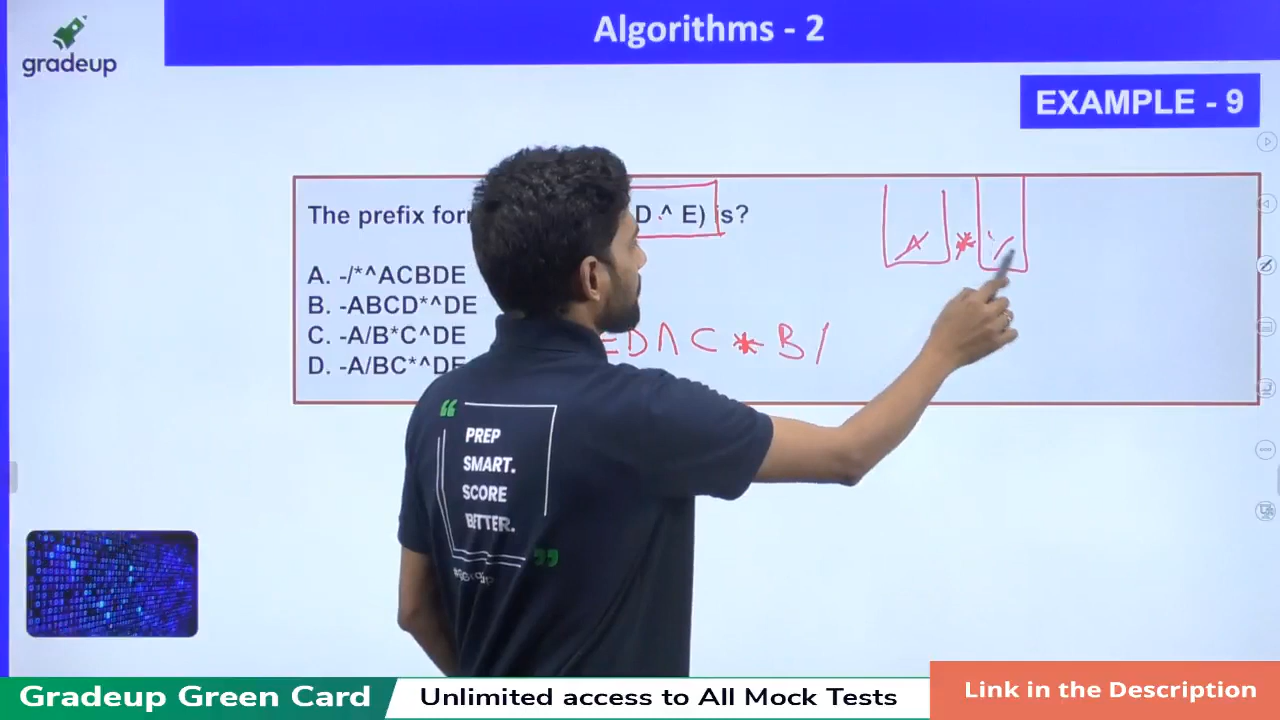 Algorithms - 2
gradeup
EXAMPLE - 9
The prefix for D ^ E) is?
A. -/*^ACBDE
B. -ABCD*^DE
C. -A/B*C^DE
D. -A/BC*^DE
E D ^ C * B /
^ * /
PREP
SMART.
SCORE
BETTER.
Gradeup Green Card
Unlimited access to All Mock Tests
Link in the Description